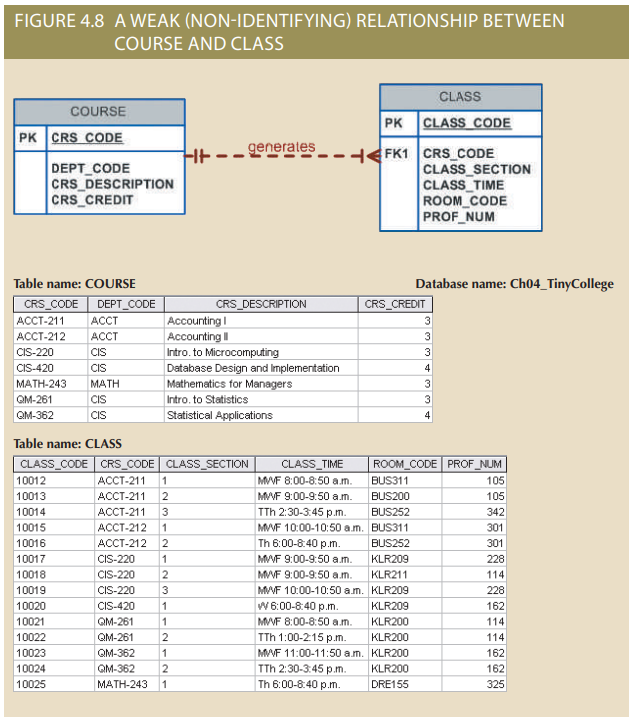 FIGURE 4.8 A WEAK (NON-IDENTIFYING) RELATIONSHIP BETWEEN
COURSE AND CLASS
COURSE
PK CRS_CODE
DEPT_CODE
CRS_DESCRIPTION
CRS_CREDIT
generates
CLASS
PK CLASS_CODE
FK1 CRS_CODE
CLASS_SECTION
CLASS_TIME
ROOM_CODE
PROF_NUM
Table name: COURSE Database name: Ch04_TinyCollege
CRS_CODE DEPT_CODE CRS_DESCRIPTION CRS_CREDIT
ACCT-211 ACCT Accounting I 3
ACCT-212 ACCT Accounting II 3
CIS-220 CIS Intro. to Microcomputing 3
CIS-420 CIS Database Design and Implementation 4
MATH-243 MATH Mathematics for Managers 3
QM-261 CIS Intro. to Statistics 3
QM-362 CIS Statistical Applications 4
Table name: CLASS
CLASS_CODE CRS_CODE CLASS_SECTION CLASS_TIME ROOM_CODE PROF_NUM
10012 ACCT-211 1 MWF 8:00-8:50 a.m. BUS311 105
10013 ACCT-211 2 MWF 9:00-9:50 a.m. BUS200 105
10014 ACCT-211 3 TTh 2:30-3:45 p.m. BUS252 342
10015 ACCT-212 1 MWF 10:00-10:50 a.m. BUS311 301
10016 ACCT-212 2 Th 6:00-8:40 p.m. BUS252 301
10017 CIS-220 1 MWF 9:00-9:50 a.m. KLR209 228
10018 CIS-220 2 MWF 9:00-9:50 a.m. KLR211 114
10019 CIS-220 3 MWF 10:00-10:50 a.m. KLR209 228
10020 CIS-420 1 W 6:00-8:40 p.m. KLR209 162
10021 QM-261 1 MWF 8:00-8:50 a.m. KLR200 114
10022 QM-261 2 TTh 1:00-2:15 p.m. KLR200 114
10023 QM-362 1 MWF 11:00-11:50 a.m. KLR200 162
10024 QM-362 2 TTh 2:30-3:45 p.m. KLR200 162
10025 MATH-243 1 Th 6:00-8:40 p.m. DRE155 325